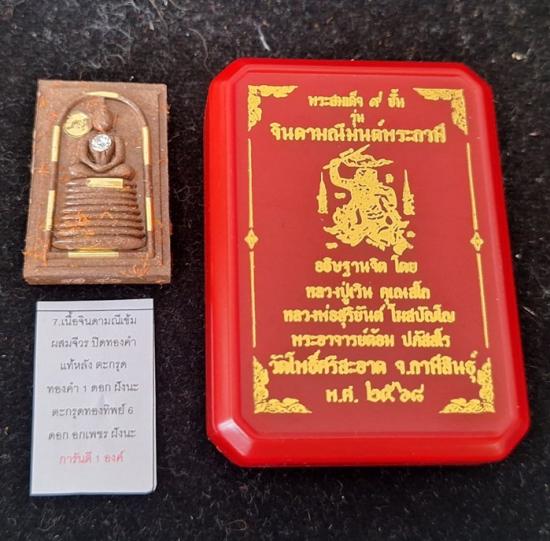 พระสมเด็จ ๙ ชั้น
รุ่น
จินดามณีมนต์พระกาฬ
อธิษฐานจิต โดย
หลวงปู่เวิน คุเณสโก
หลวงพ่อสุริยันต์ โฆสปัญโญ
พระอาจารย์ต้อม ปภัสสโร
วัดโพธิ์ศรีสะอาด จ.กาฬสินธุ์
พ.ศ. ๒๕๖๘
7.เนื้อจินดามณีเข้ม
ผสมจีวร ปิดทองคำ
แท้หลัง ตะกรุด
ทองคำ 1 ดอก ฝังนะ
ตะกรุดทองทิพย์ 6
ดอก อกเพชร ฝังนะ
การันตี 1 องค์